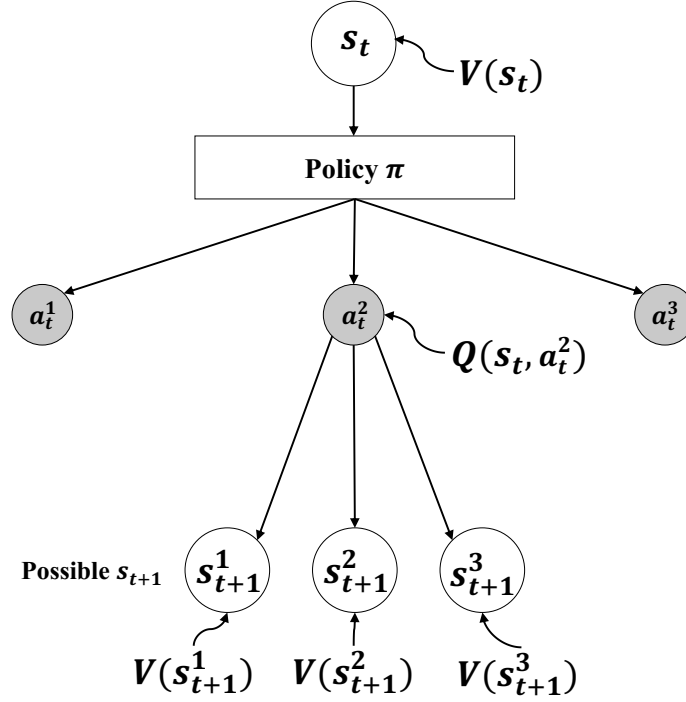 s_t
V(s_t)
Policy π
a_t^1
a_t^2
a_t^3
Q(s_t, a_t^2)
Possible s_{t+1}
s_{t+1}^1
s_{t+1}^2
s_{t+1}^3
V(s_{t+1}^1)
V(s_{t+1}^2)
V(s_{t+1}^3)